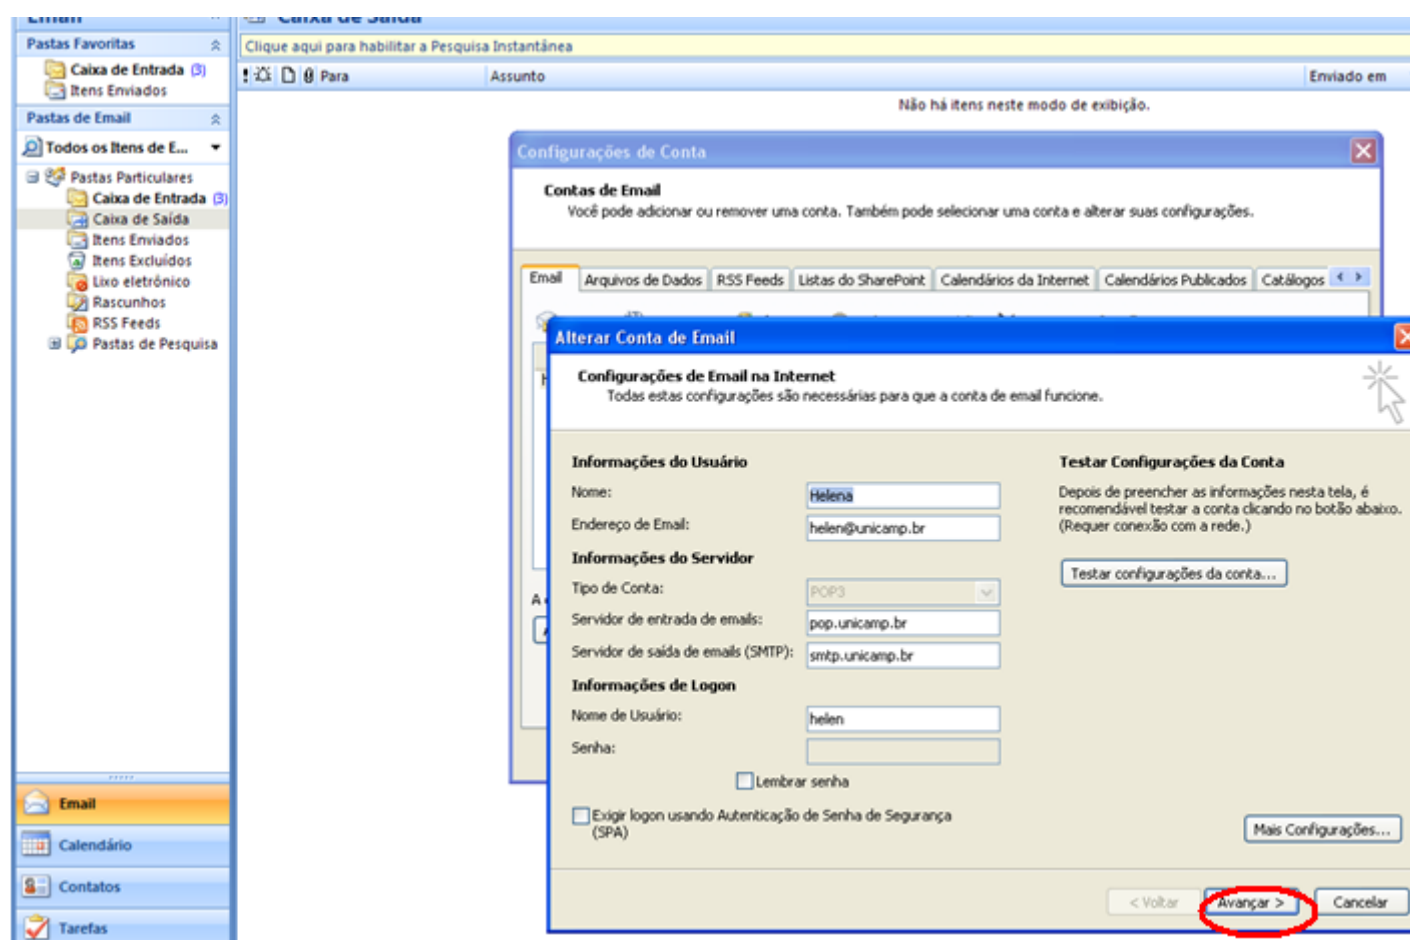 Email
Caixa de Saída
Pastas Favoritas
Caixa de Entrada (3)
Itens Enviados
Pastas de Email
Todos os Itens de E...
Pastas Particulares
Caixa de Entrada (3)
Caixa de Saída
Itens Enviados
Itens Excluídos
Lixo eletrônico
Rascunhos
RSS Feeds
Pastas de Pesquisa
Email
Calendário
Contatos
Tarefas
Clique aqui para habilitar a Pesquisa Instantânea
Para Assunto Enviado em
Não há itens neste modo de exibição.
Configurações de Conta
Contas de Email
Você pode adicionar ou remover uma conta. Também pode selecionar uma conta e alterar suas configurações.
Email Arquivos de Dados RSS Feeds Listas do SharePoint Calendários da Internet Calendários Publicados Catálogos
Alterar Conta de Email
Configurações de Email na Internet
Todas estas configurações são necessárias para que a conta de email funcione.
Informações do Usuário
Nome: Helena
Endereço de Email: helen@unicamp.br
Informações do Servidor
Tipo de Conta: POP3
Servidor de entrada de emails: pop.unicamp.br
Servidor de saída de emails (SMTP): smtp.unicamp.br
Informações de Logon
Nome de Usuário: helen
Senha:
Lembrar senha
Exigir logon usando Autenticação de Senha de Segurança
(SPA)
Testar Configurações da Conta
Depois de preencher as informações nesta tela, é
recomendável testar a conta clicando no botão abaixo.
(Requer conexão com a rede.)
Testar configurações da conta...
Mais Configurações...
< Voltar Avançar > Cancelar